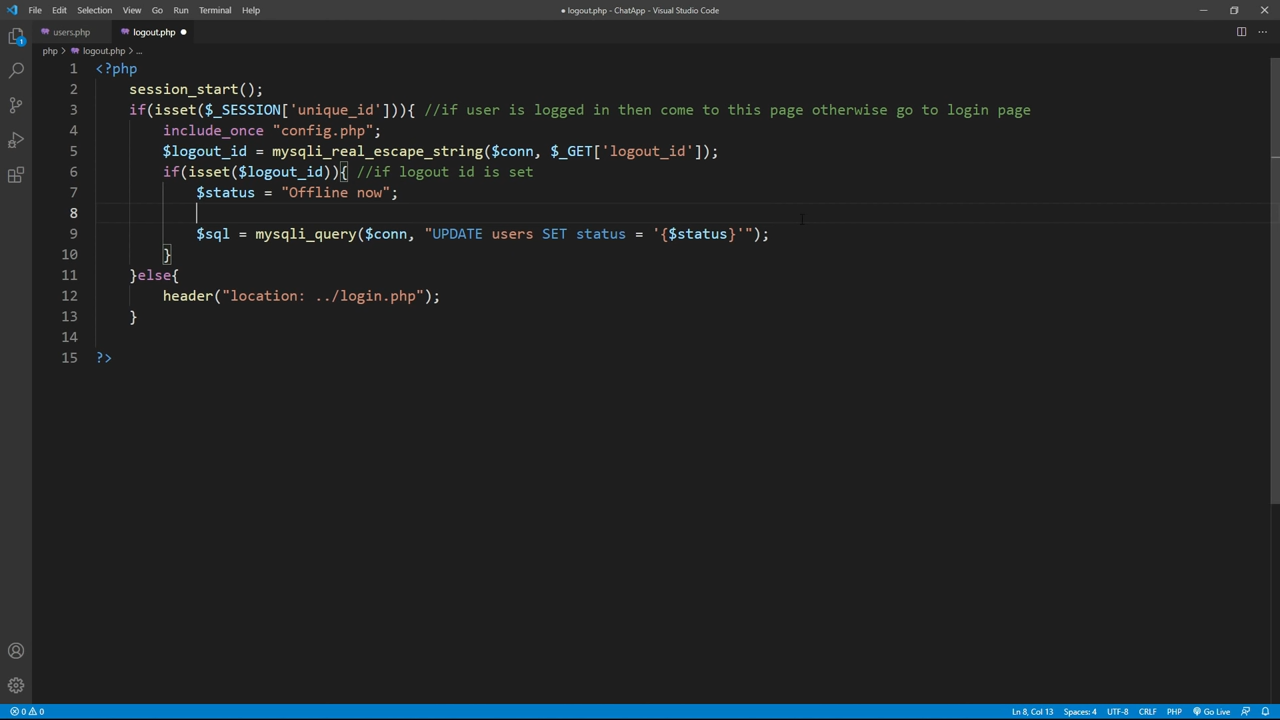 File Edit Selection View Go Run Terminal Help ● logout.php - ChatApp - Visual Studio Code
users.php logout.php ●
php > logout.php > ...
1 <?php
2 session_start();
3 if(isset($_SESSION['unique_id'])){ //if user is logged in then come to this page otherwise go to login page
4 include_once "config.php";
5 $logout_id = mysqli_real_escape_string($conn, $_GET['logout_id']);
6 if(isset($logout_id)){ //if logout id is set
7 $status = "Offline now";
8
9 $sql = mysqli_query($conn, "UPDATE users SET status = '{$status}'");
10 }
11 }else{
12 header("location: ../login.php");
13 }
14
15 ?>
1
0 0 Ln 8, Col 13 Spaces: 4 UTF-8 CRLF PHP Go Live